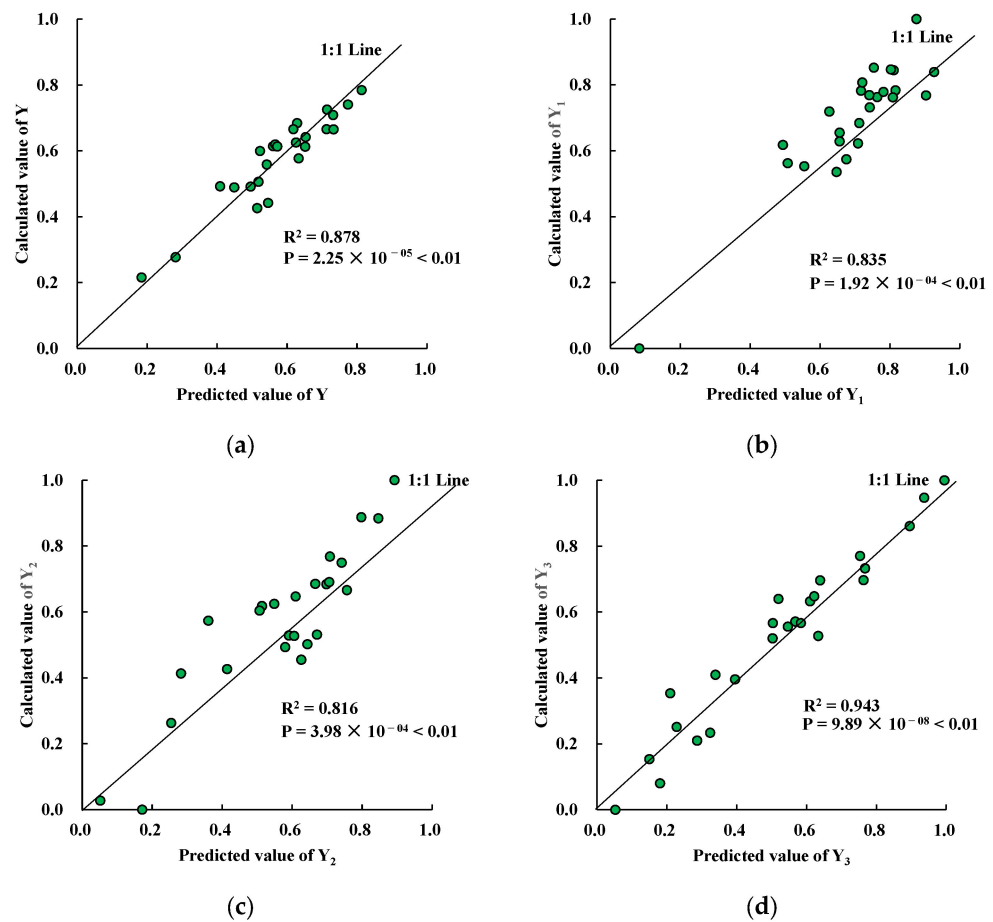 1.0
1:1 Line
0.8
0.6
0.4
0.2
0.0
Calculated value of Y
R² = 0.878
P = 2.25 × 10⁻⁰⁵ < 0.01
0.0 0.2 0.4 0.6 0.8 1.0
Predicted value of Y
(a)
1.0
1:1 Line
0.8
0.6
0.4
0.2
0.0
Calculated value of Y₁
R² = 0.835
P = 1.92 × 10⁻⁰⁴ < 0.01
0.0 0.2 0.4 0.6 0.8 1.0
Predicted value of Y₁
(b)
1.0
1:1 Line
0.8
0.6
0.4
0.2
0.0
Calculated value of Y₂
R² = 0.816
P = 3.98 × 10⁻⁰⁴ < 0.01
0.0 0.2 0.4 0.6 0.8 1.0
Predicted value of Y₂
(c)
1.0
1:1 Line
0.8
0.6
0.4
0.2
0.0
Calculated value of Y₃
R² = 0.943
P = 9.89 × 10⁻⁰⁸ < 0.01
0.0 0.2 0.4 0.6 0.8 1.0
Predicted value of Y₃
(d)